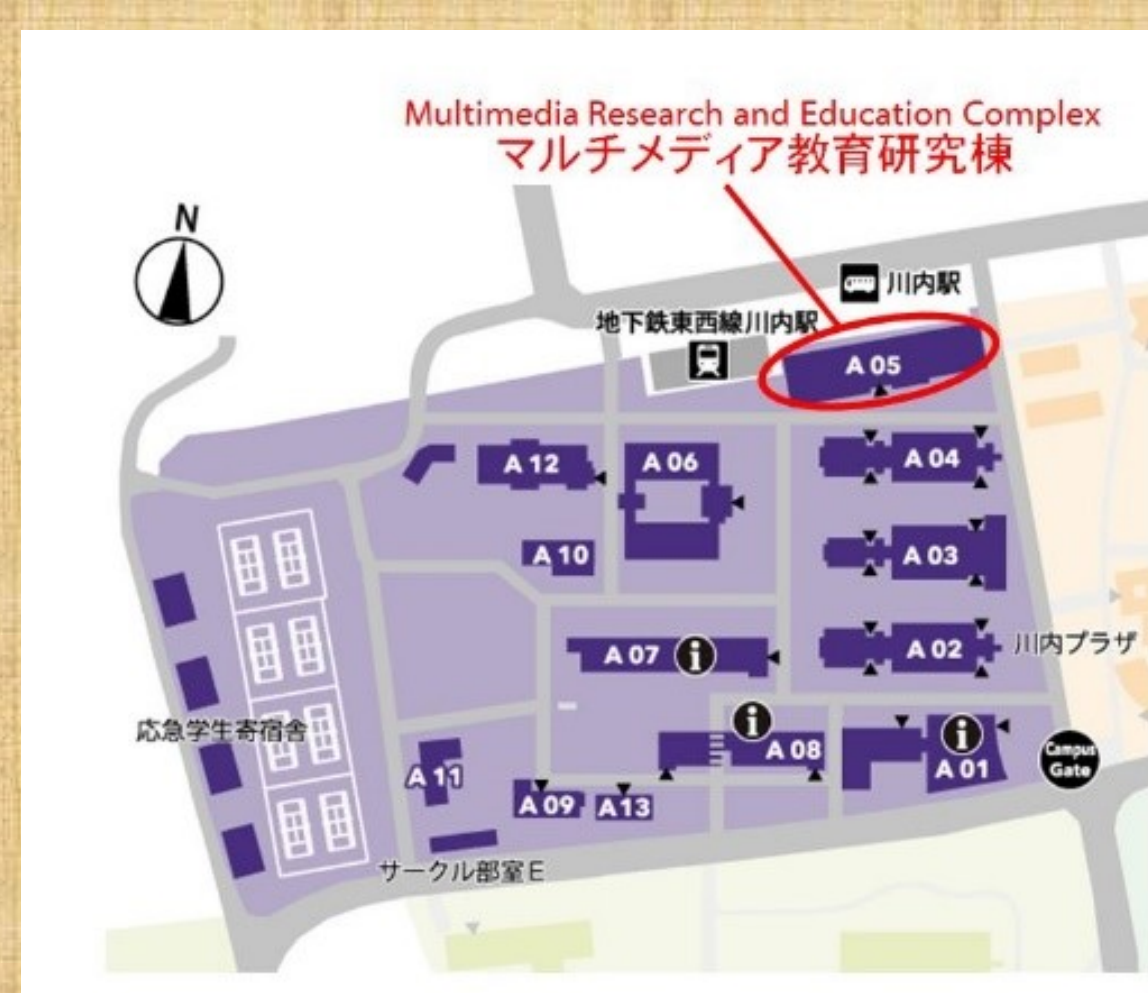 Multimedia Research and Education Complex
マルチメディア教育研究棟
N
川内駅
地下鉄東西線川内駅
A 05
A 12
A 06
A 04
A 10
A 03
A 07
A 02
川内プラザ
応急学生寄宿舎
A 08
A 11
A 01
Campus
Gate
A 09
A 13
サークル部室E